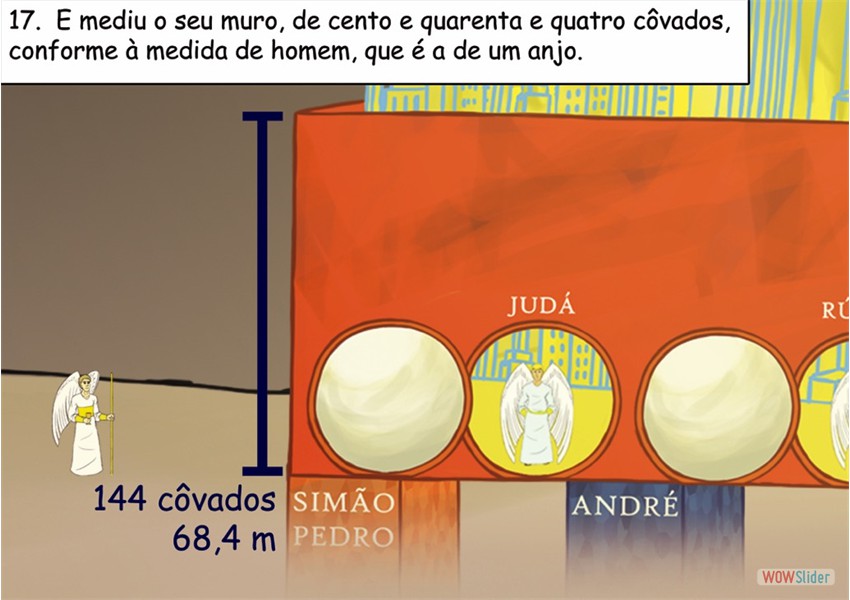 17. E mediu o seu muro, de cento e quarenta e quatro côvados,
conforme à medida de homem, que é a de um anjo.
JUDÁ
RÚ
144 côvados
68,4 m
SIMÃO
PEDRO
ANDRÉ
WOWSlider